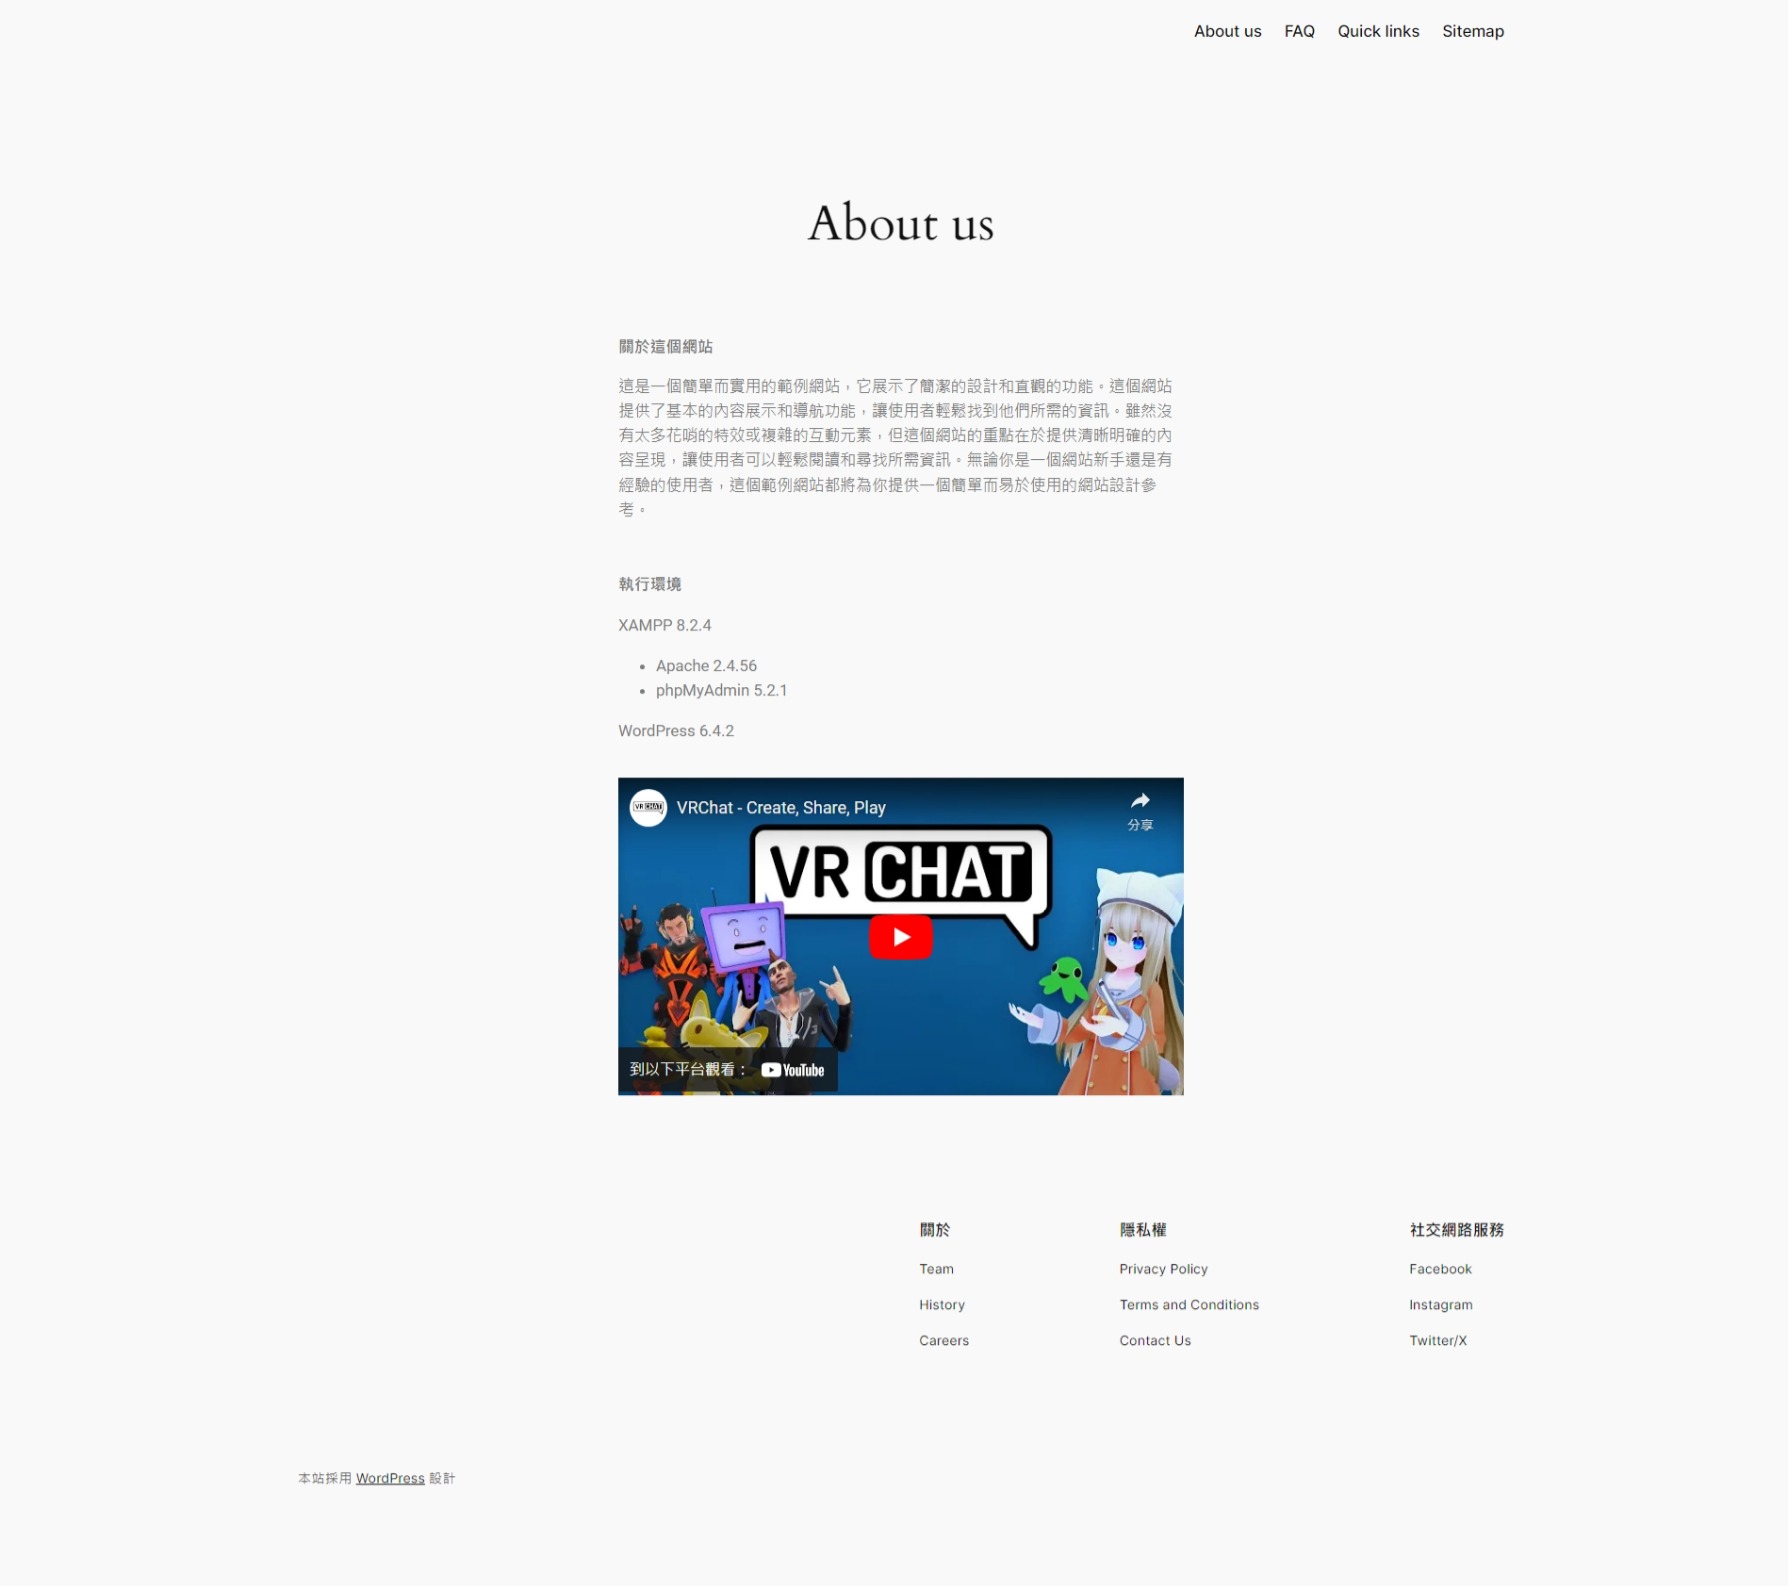 About us FAQ Quick links Sitemap
About us
關於這個網站
這是一個簡單而實用的範例網站，它展示了簡潔的設計和直觀的功能。這個網站
提供了基本的內容展示和導航功能，讓使用者輕鬆找到他們所需的資訊。雖然沒
有太多花哨的特效或複雜的互動元素，但這個網站的重點在於提供清晰明確的內
容呈現，讓使用者可以輕鬆閱讀和尋找所需資訊。無論你是一個網站新手還是有
經驗的使用者，這個範例網站都將為你提供一個簡單而易於使用的網站設計參
考。
執行環境
XAMPP 8.2.4
• Apache 2.4.56
• phpMyAdmin 5.2.1
WordPress 6.4.2
VRCHAT VRChat - Create, Share, Play
分享
VR CHAT
到以下平台觀看： YouTube
關於 隱私權 社交網路服務
Team Privacy Policy Facebook
History Terms and Conditions Instagram
Careers Contact Us Twitter/X
本站採用 WordPress 設計